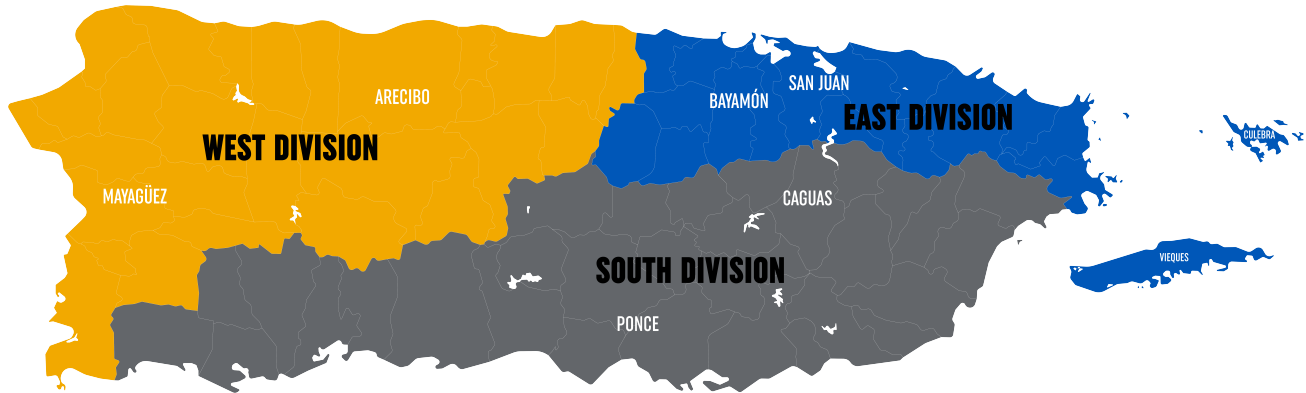 SAN JUAN
ARECIBO
BAYAMÓN
EAST DIVISION
CULEBRA
WEST DIVISION
MAYAGÜEZ
CAGUAS
VIEQUES
SOUTH DIVISION
PONCE